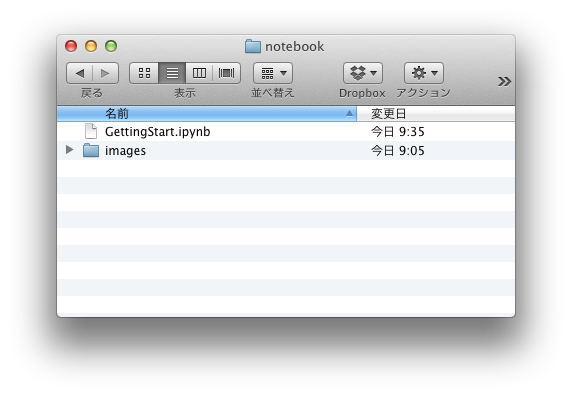 notebook
戻る
表示
並べ替え
Dropbox
アクション
名前
変更日
GettingStart.ipynb
今日 9:35
images
今日 9:05